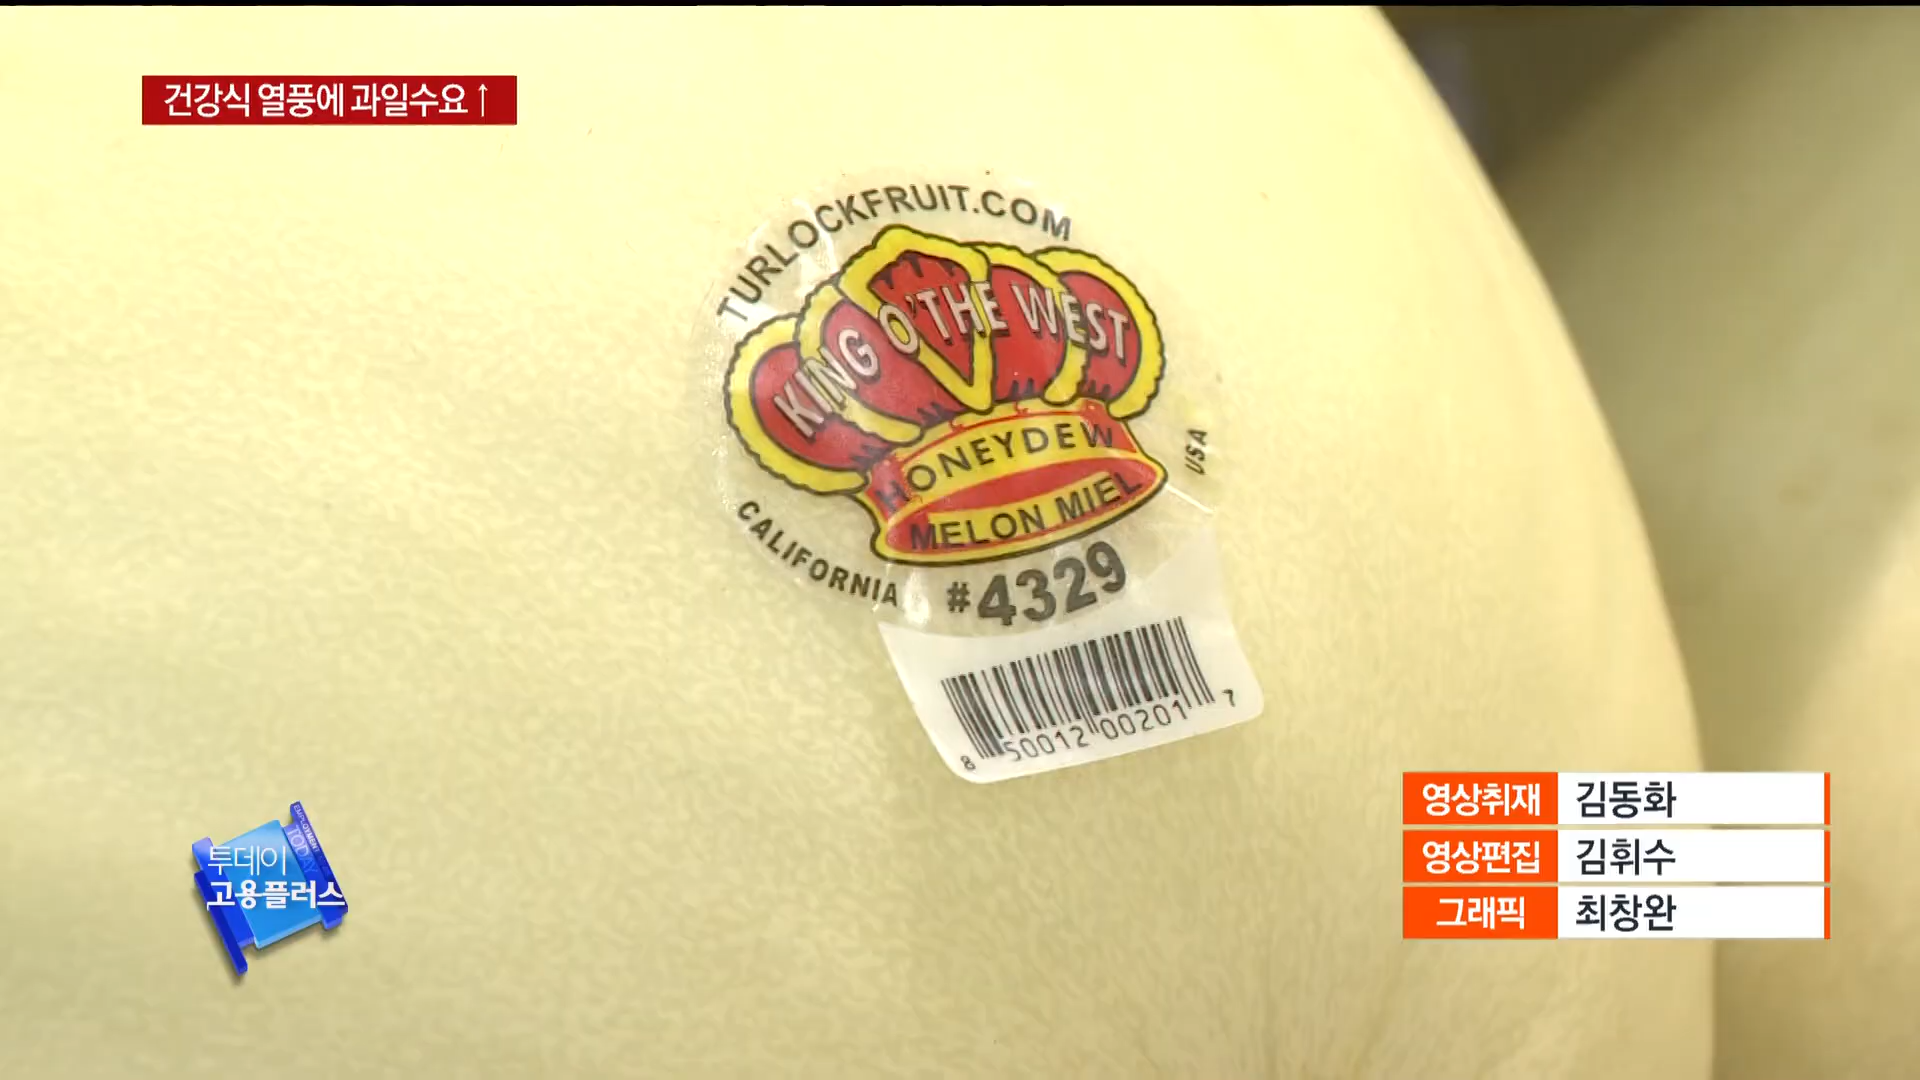 건강식 열풍에 과일수요↑
TURLOCKFRUIT.COM
KING O'THE WEST
HONEYDEW
MELON MIEL
CALIFORNIA
USA
#4329
8 50012 00201 7
EMPLOYMENT
TODAY
투데이
고용플러스
영상취재 김동화
영상편집 김휘수
그래픽 최창완